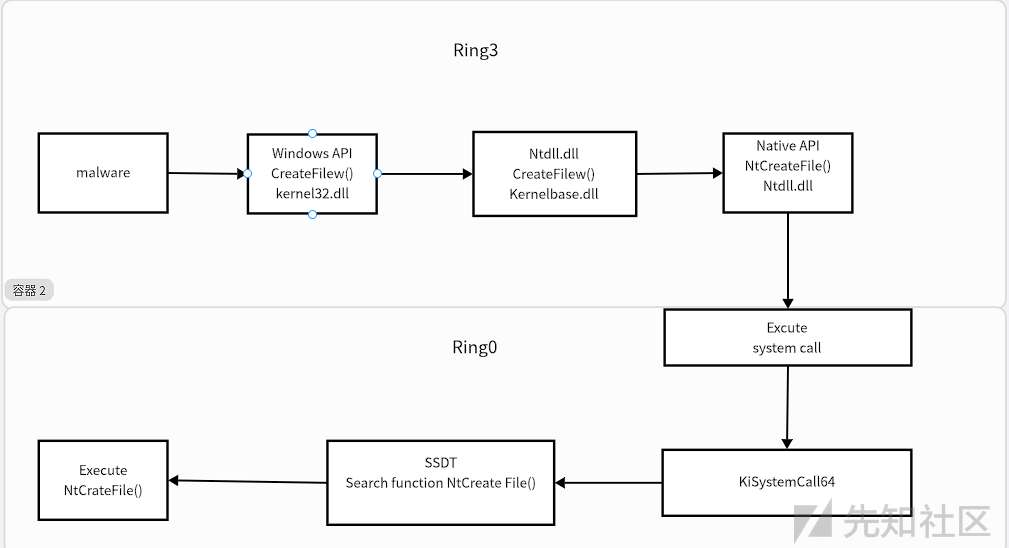 Ring3
malware
Windows API
CreateFilew()
kernel32.dll
Ntdll.dll
CreateFilew()
Kernelbase.dll
Native API
NtCreateFile()
Ntdll.dll
容器 2
Ring0
Excute
system call
KiSystemCall64
SSDT
Search function NtCreate File()
Execute
NtCrateFile()
先知社区